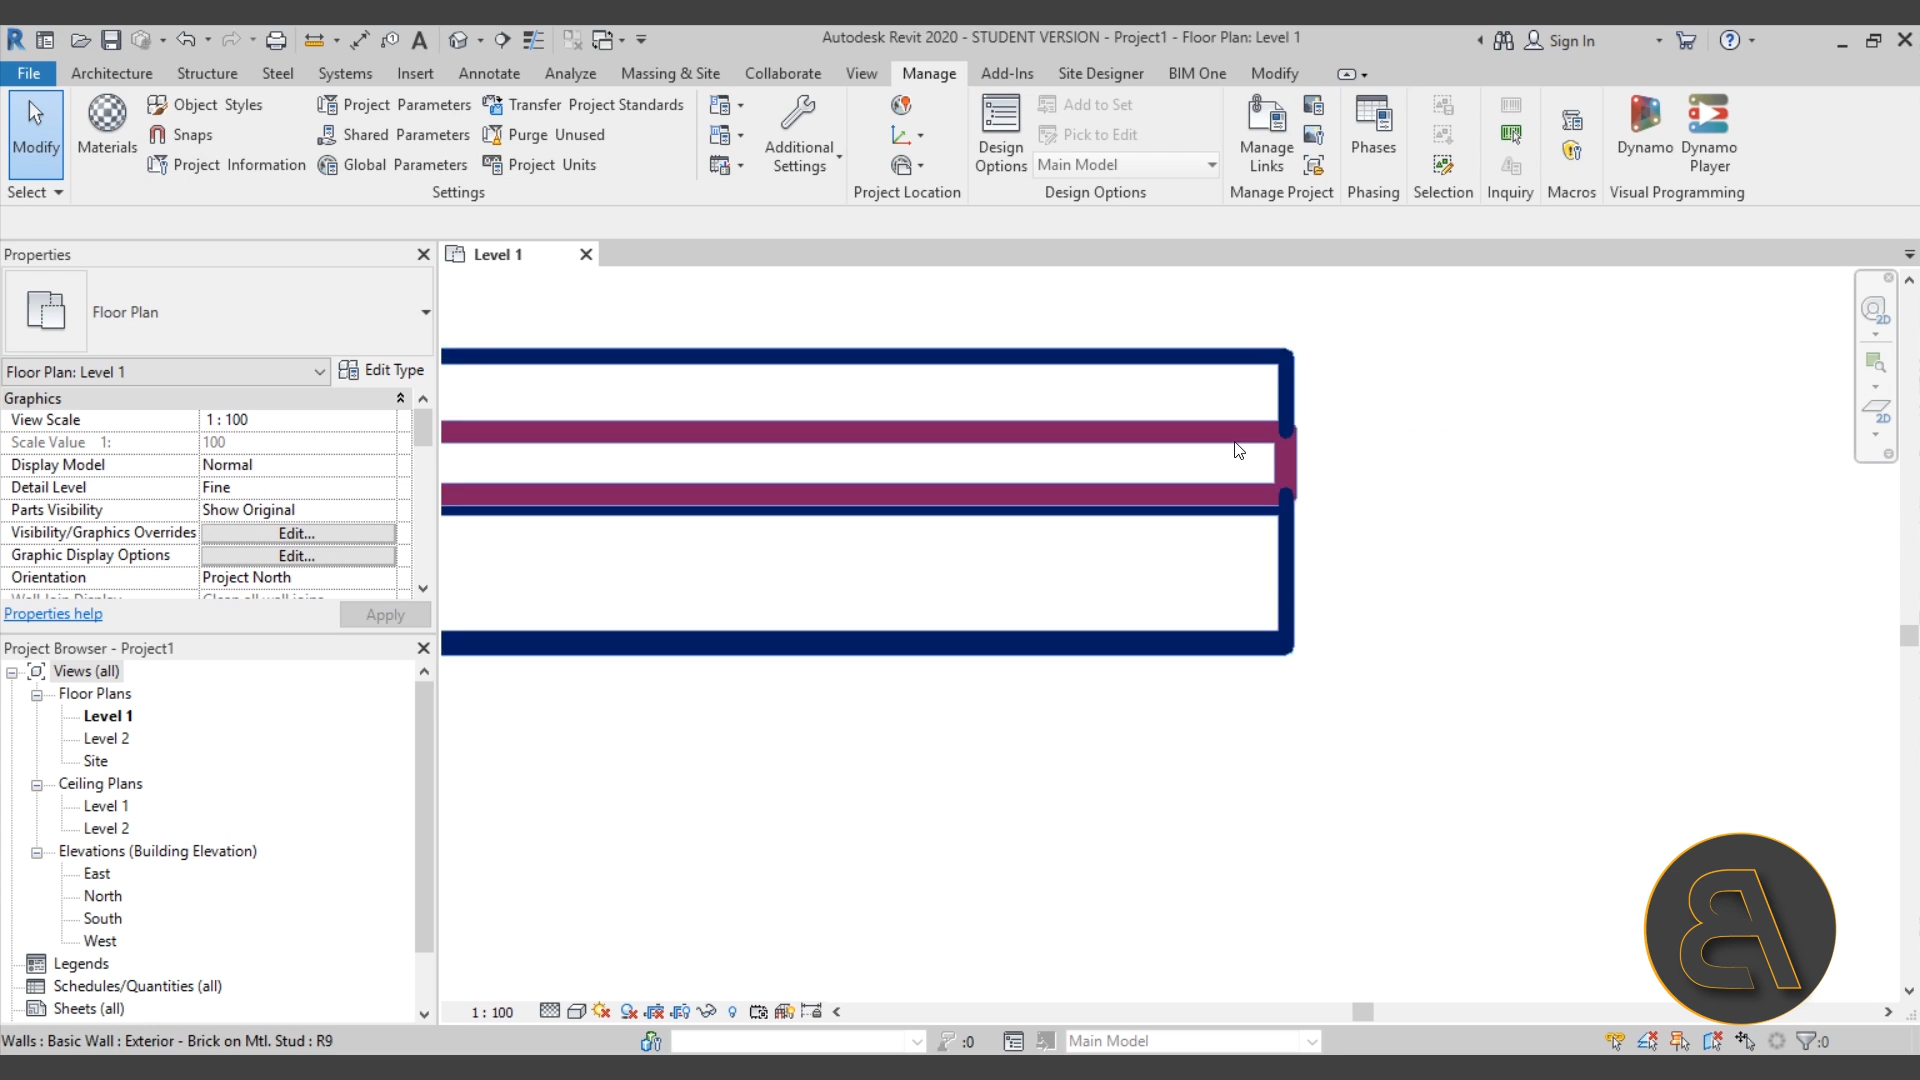 Autodesk Revit 2020 - STUDENT VERSION - Project1 - Floor Plan: Level 1
Sign In
File Architecture Structure Steel Systems Insert Annotate Analyze Massing & Site Collaborate View Manage Add-Ins Site Designer BIM One Modify
Modify
Materials
Object Styles
Snaps
Project Information
Project Parameters
Shared Parameters
Global Parameters
Transfer Project Standards
Purge Unused
Project Units
Additional
Settings
Design
Options
Add to Set
Pick to Edit
Main Model
Manage
Links
Phases
Dynamo
Dynamo
Player
Select Settings Project Location Design Options Manage Project Phasing Selection Inquiry Macros Visual Programming
Properties
Level 1
Floor Plan
Floor Plan: Level 1
Edit Type
Graphics
View Scale 1 : 100
Scale Value 1: 100
Display Model Normal
Detail Level Fine
Parts Visibility Show Original
Visibility/Graphics Overrides Edit...
Graphic Display Options Edit...
Orientation Project North
Properties help
Apply
Project Browser - Project1
Views (all)
Floor Plans
Level 1
Level 2
Site
Ceiling Plans
Level 1
Level 2
Elevations (Building Elevation)
East
North
South
West
Legends
Schedules/Quantities (all)
Sheets (all)
1 : 100
Walls : Basic Wall : Exterior - Brick on Mtl. Stud : R9
:0
Main Model
:0
2D
2D